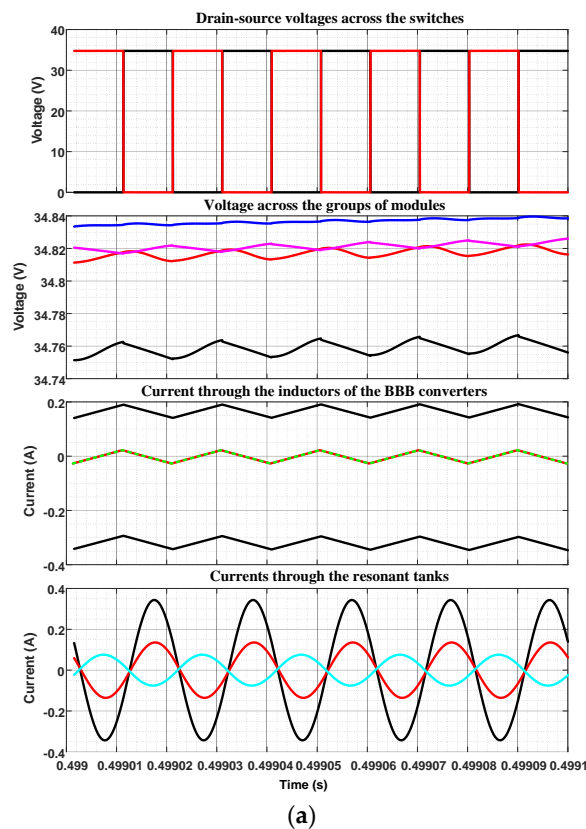 Drain-source voltages across the switches
40
30
20
10
0
Voltage (V)
Voltage across the groups of modules
34.84
34.82
34.8
34.76
34.74
Voltage (V)
Current through the inductors of the BBB converters
0.2
0
-0.2
-0.4
Current (A)
Currents through the resonant tanks
0.4
0.2
0
-0.2
-0.4
Current (A)
0.499 0.49901 0.49902 0.49903 0.49904 0.49905 0.49906 0.49907 0.49908 0.49909 0.4991
Time (s)
(a)